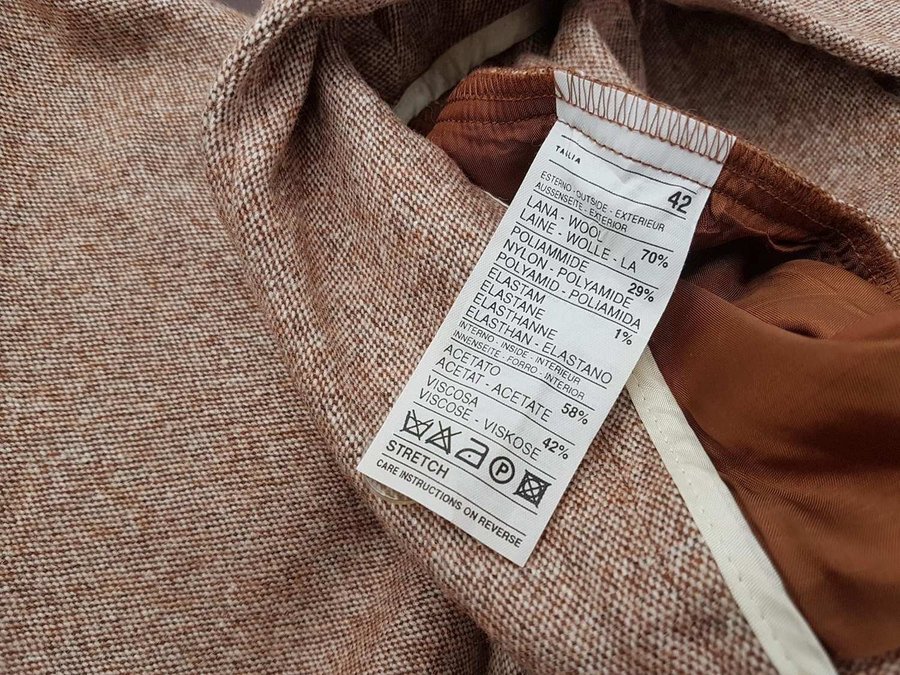 TAGLIA 42
ESTERNO - OUTSIDE - EXTERIEUR
AUSSENSEITE - EXTERIOR
LANA - WOOL 70%
LAINE - WOLLE - LA
POLIAMMIDE 29%
NYLON - POLYAMIDE
POLYAMID - POLIAMIDA
ELASTAM 1%
ELASTANE
ELASTHANNE
ELASTHAN - ELASTANO
INTERNO - INSIDE - INTERIEUR
INNENSEITE - FORRO - INTERIOR
ACETATO 58%
ACETAT - ACETATE
VISCOSA 42%
VISCOSE - VISKOSE
P
STRETCH
CARE INSTRUCTIONS ON REVERSE